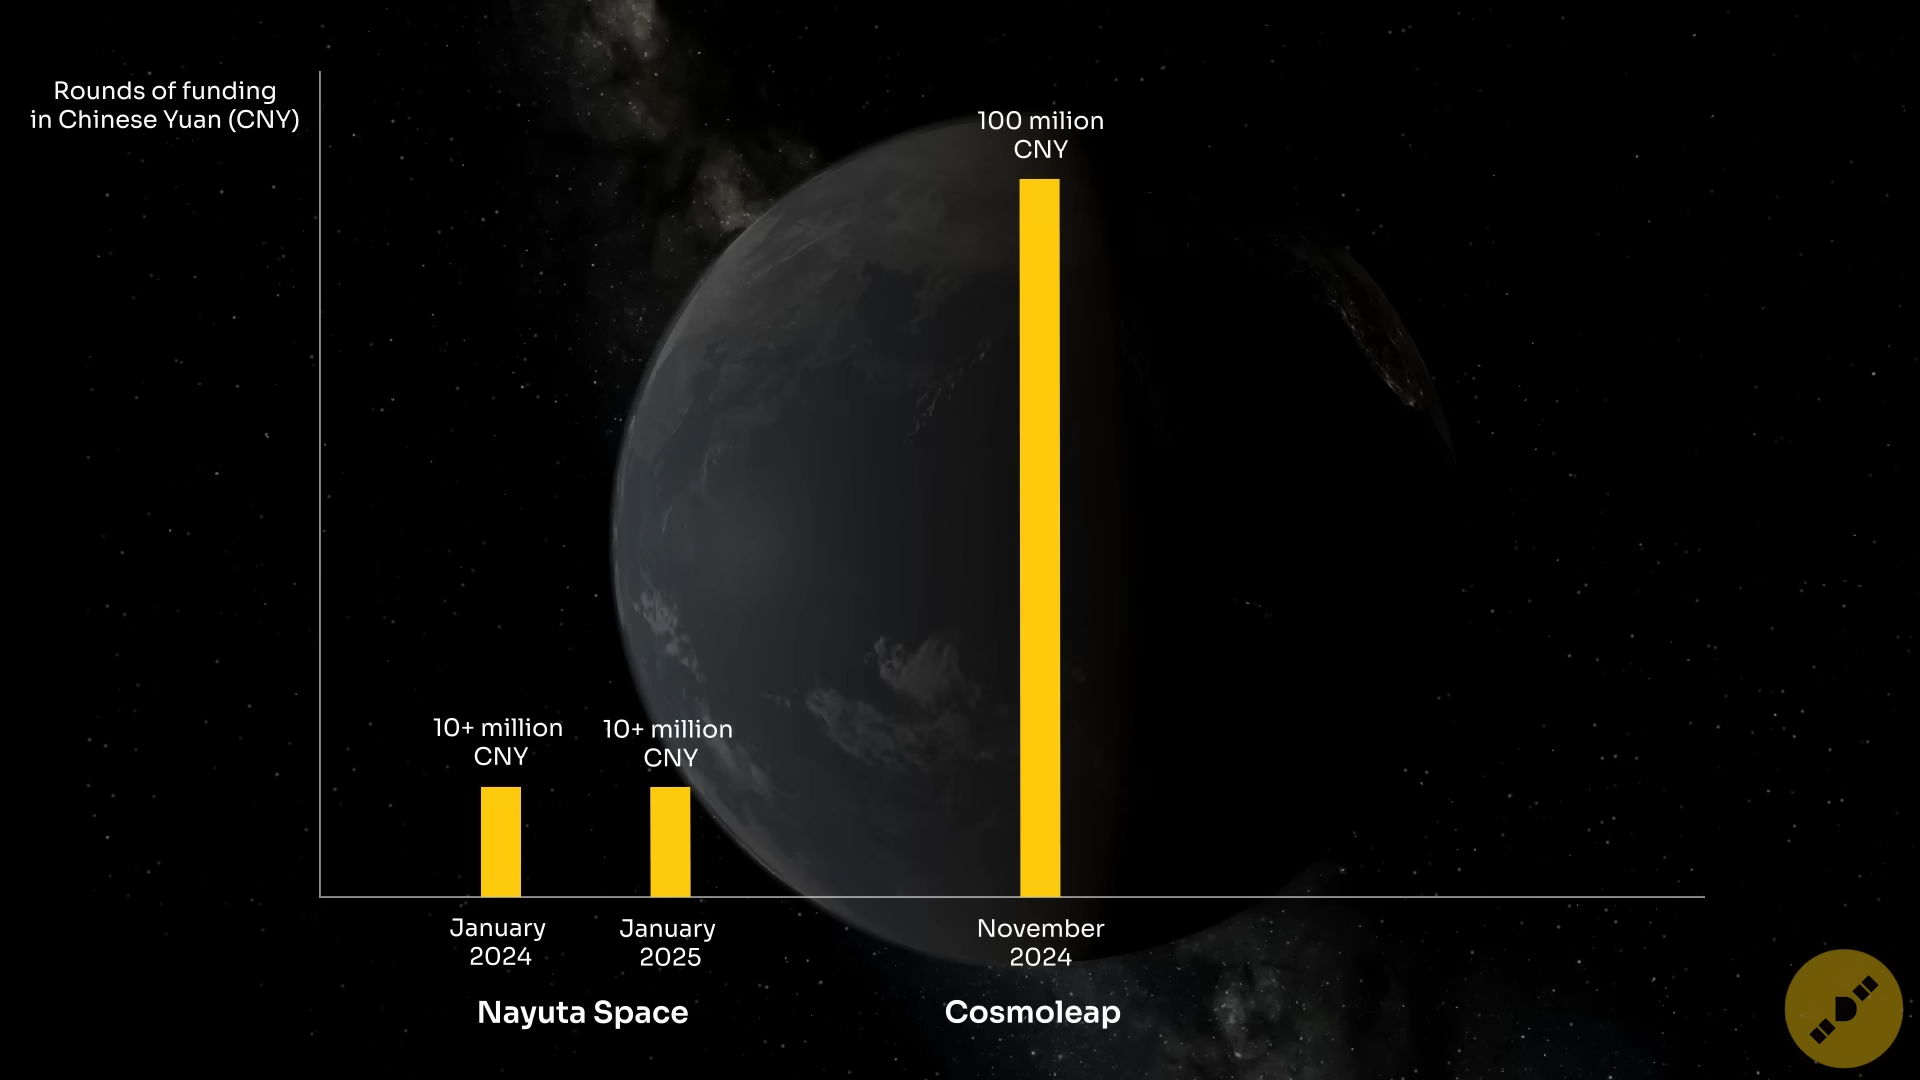 Rounds of funding
in Chinese Yuan (CNY)
100 milion
CNY
10+ million
CNY
10+ million
CNY
January
2024
January
2025
November
2024
Nayuta Space
Cosmoleap